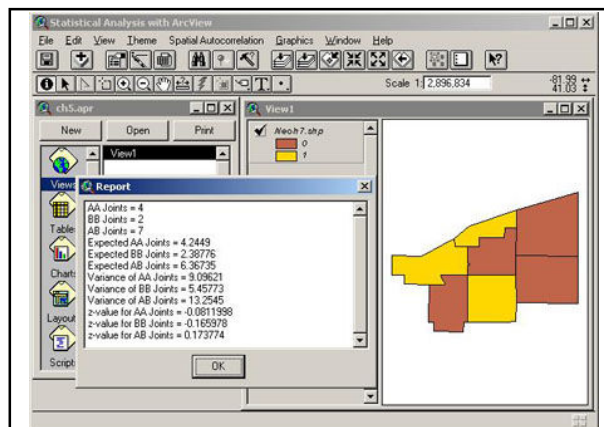 Statistical Analysis with ArcView
File Edit View Theme Spatial Autocorrelation Graphics Window Help
Scale 1: 2,896,834
-81.99
41.03
ch5.apr
New Open Print
View1
Views
Tables
Charts
Layouts
Scripts
View1
Neoh7.shp
0
1
Report
AA Joints = 4
BB Joints = 2
AB Joints = 7
Expected AA Joints = 4.2449
Expected BB Joints = 2.38776
Expected AB Joints = 6.36735
Variance of AA Joints = 9.09621
Variance of BB Joints = 5.45773
Variance of AB Joints = 13.2545
z-value for AA Joints = -0.0811998
z-value for BB Joints = -0.165978
z-value for AB Joints = 0.173774
OK